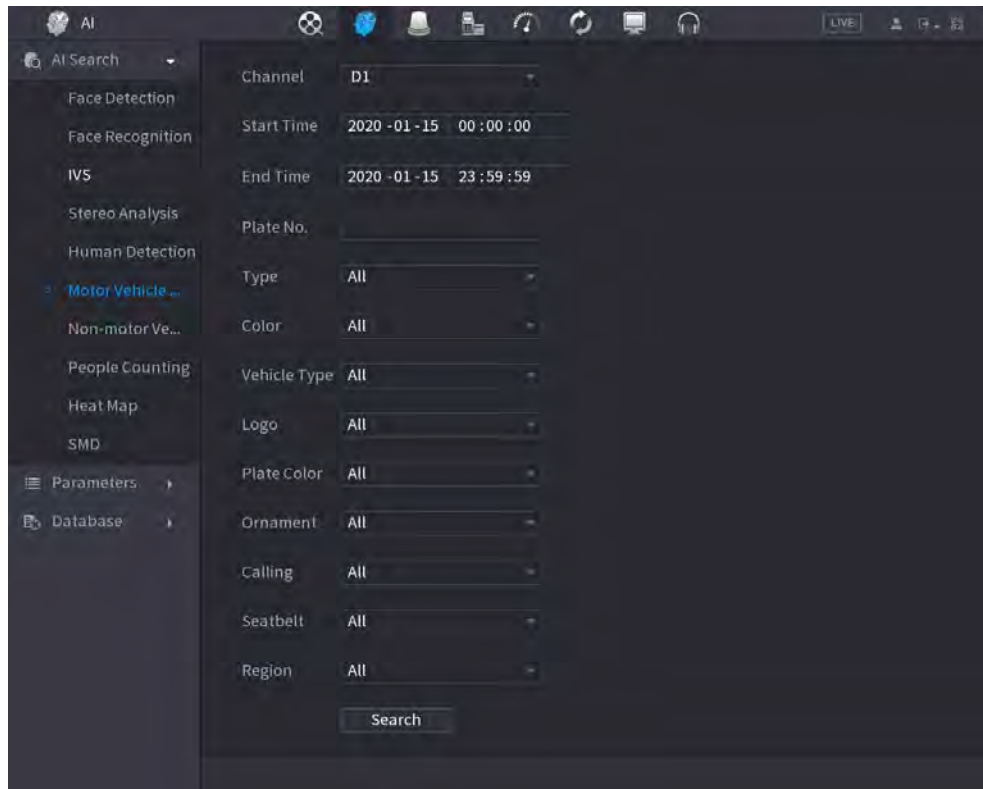 AI
LIVE
AI Search
Face Detection
Face Recognition
IVS
Stereo Analysis
Human Detection
Motor Vehicle ...
Non-motor Ve...
People Counting
Heat Map
SMD
Parameters
Database
Channel D1
Start Time 2020 -01 -15 00 : 00 : 00
End Time 2020 -01 -15 23 : 59 : 59
Plate No.
Type All
Color All
Vehicle Type All
Logo All
Plate Color All
Ornament All
Calling All
Seatbelt All
Region All
Search